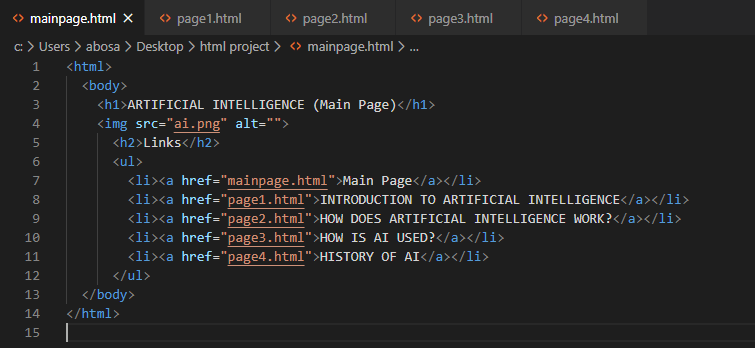 mainpage.html page1.html page2.html page3.html page4.html
c: > Users > abosa > Desktop > html project > mainpage.html > ...
1 <html>
2   <body>
3     <h1>ARTIFICIAL INTELLIGENCE (Main Page)</h1>
4     <img src="ai.png" alt="">
5       <h2>Links</h2>
6       <ul>
7         <li><a href="mainpage.html">Main Page</a></li>
8         <li><a href="page1.html">INTRODUCTION TO ARTIFICIAL INTELLIGENCE</a></li>
9         <li><a href="page2.html">HOW DOES ARTIFICIAL INTELLIGENCE WORK?</a></li>
10         <li><a href="page3.html">HOW IS AI USED?</a></li>
11         <li><a href="page4.html">HISTORY OF AI</a></li>
12       </ul>
13   </body>
14 </html>
15